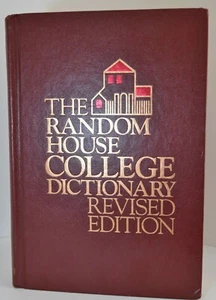 THE
RANDOM
HOUSE
COLLEGE
DICTIONARY
REVISED
EDITION